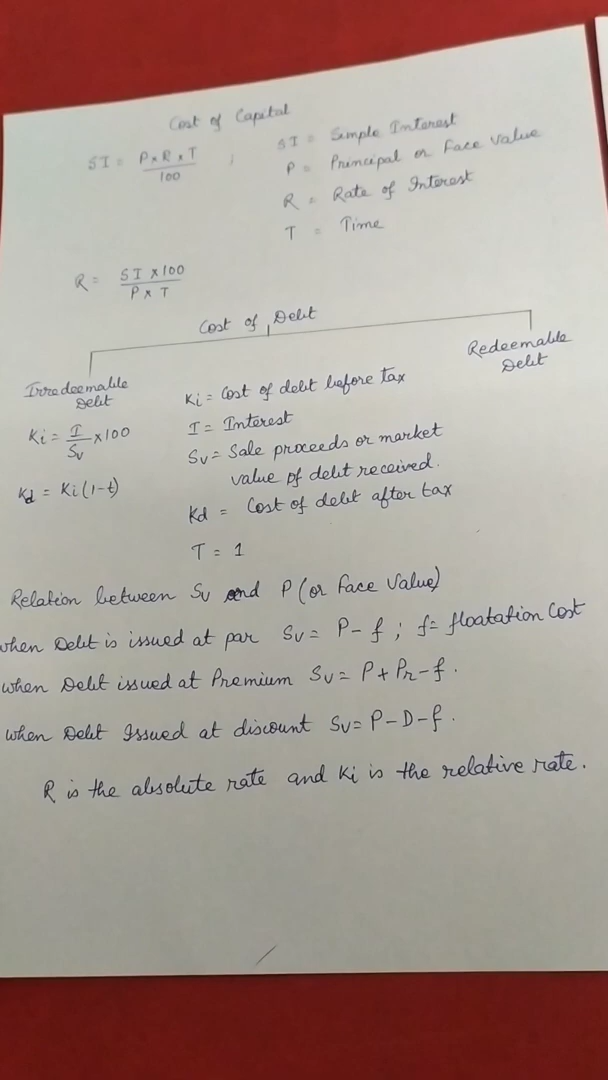 Cost of Capital
SI = P x R x T / 100 ; SI = Simple Interest
P = Principal or Face Value
R = Rate of Interest
T = Time
R = SI x 100 / P x T
Cost of Debt
Irredeemable Debt
Redeemable Debt
Ki = I / Sv x 100
Kd = Ki (1-t)
Ki = Cost of debt before tax
I = Interest
Sv = Sale proceeds or market
value of debt received.
Kd = Cost of debt after tax
T = 1
Relation between Sv and P (or Face Value)
when Debt is issued at par Sv = P - f ; f = floatation Cost
when Debt issued at Premium Sv = P + Pr - f.
when Debt Issued at discount Sv = P - D - f.
R is the absolute rate and Ki is the relative rate.